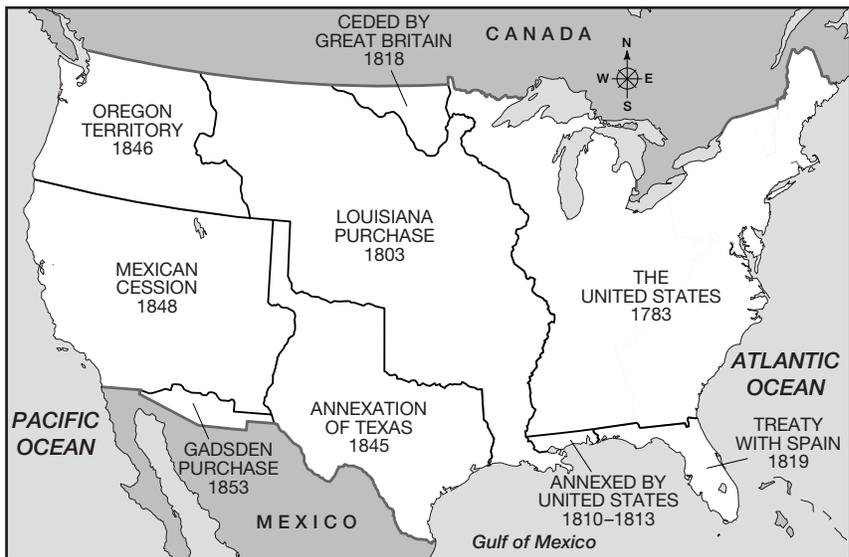 CEDED BY
GREAT BRITAIN
1818
CANADA
N
W E
S
OREGON
TERRITORY
1846
LOUISIANA
PURCHASE
1803
MEXICAN
CESSION
1848
THE
UNITED STATES
1783
ATLANTIC
OCEAN
PACIFIC
OCEAN
ANNEXATION
OF TEXAS
1845
GADSDEN
PURCHASE
1853
TREATY
WITH SPAIN
1819
ANNEXED BY
UNITED STATES
1810–1813
MEXICO
Gulf of Mexico